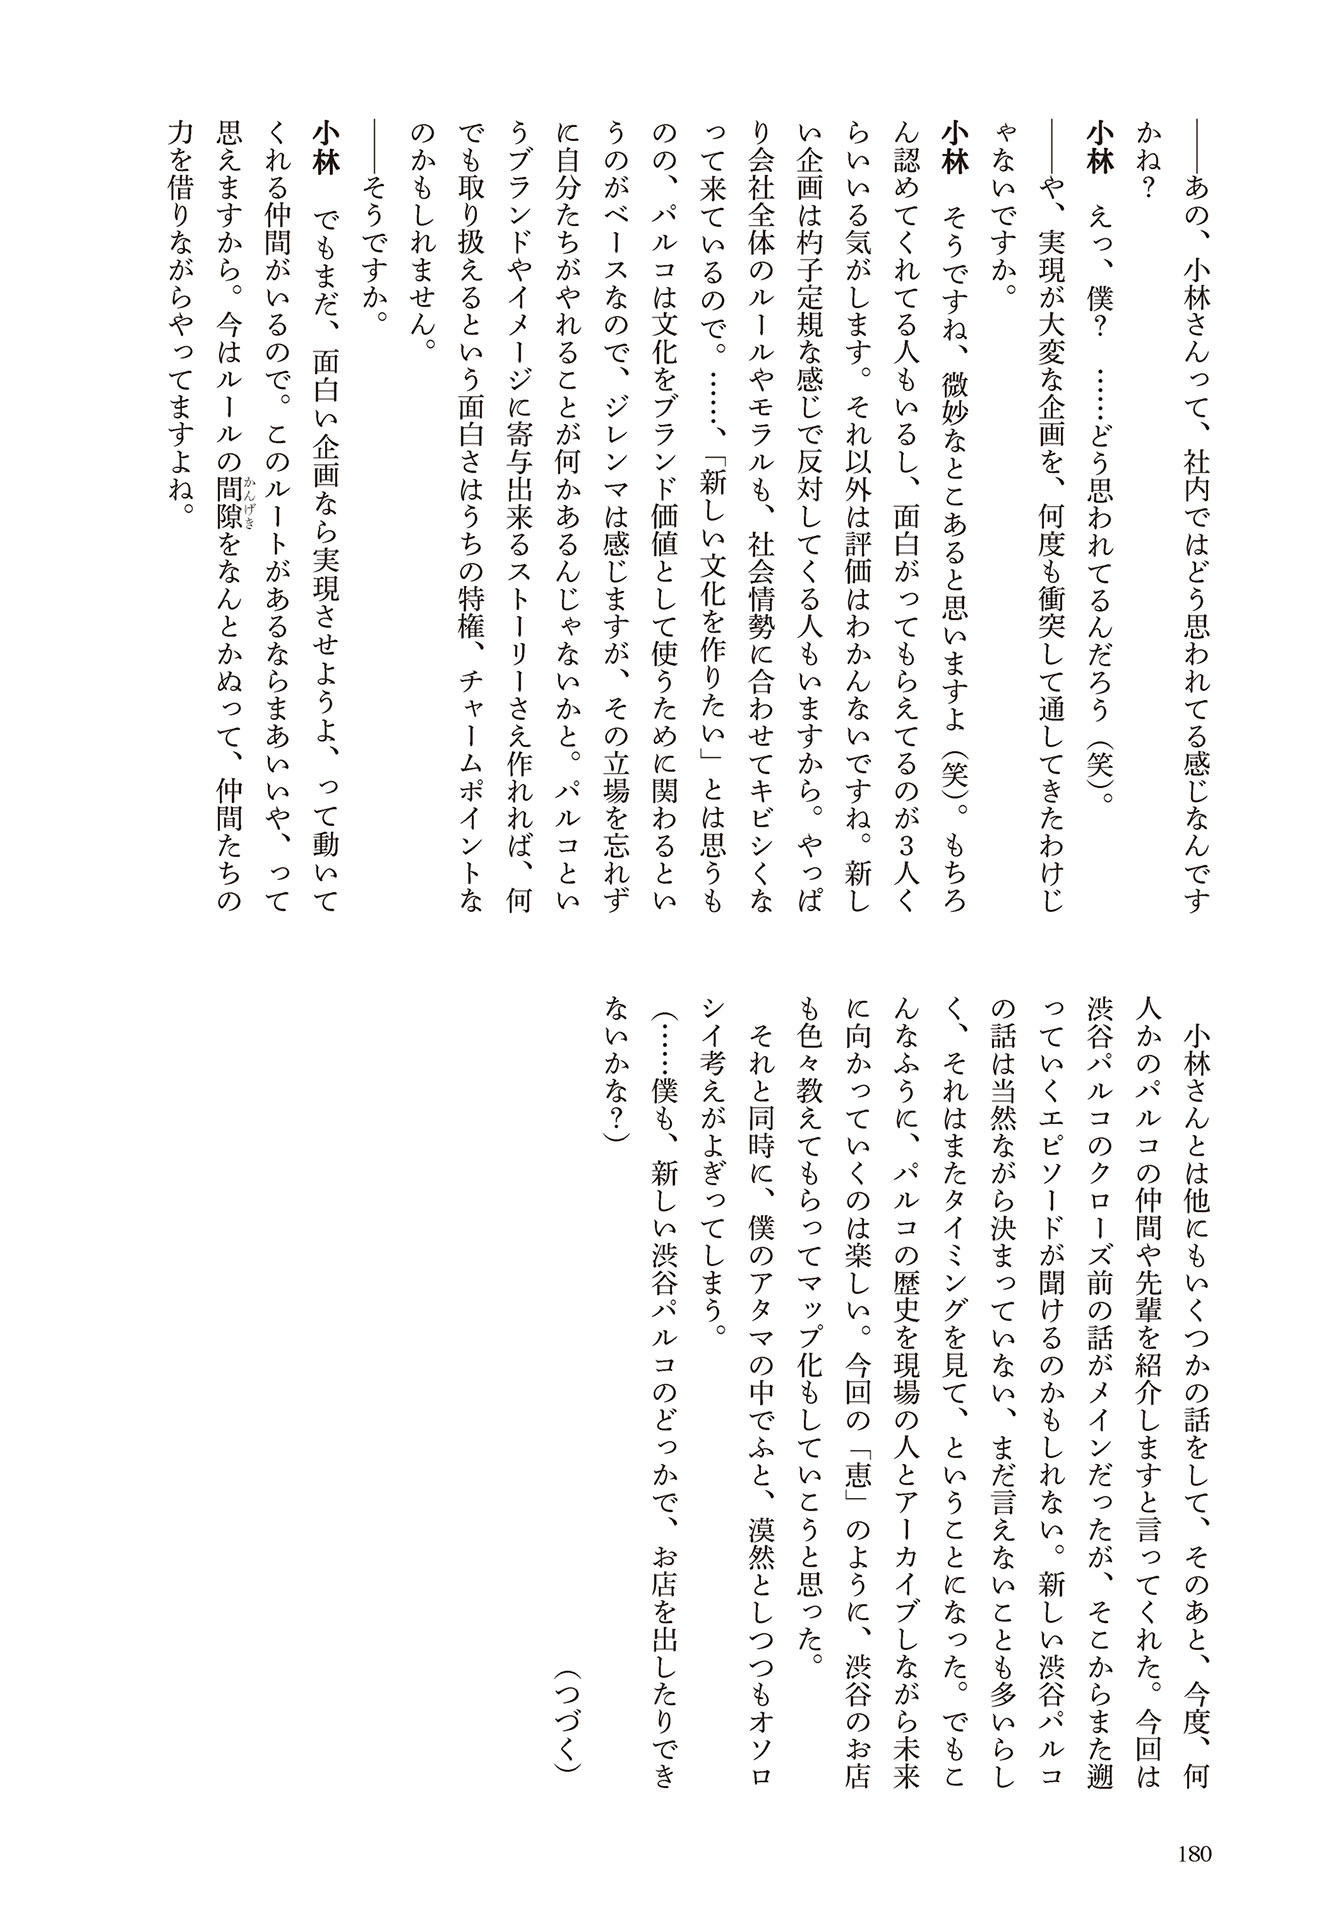 ――あの、小林さんって、社内ではどう思われてる感じなんです
かね？
小林　えっ、僕？　……どう思われてるんだろう（笑）。
――や、実現が大変な企画を、何度も衝突して通してきたわけじ
ゃないですか。
小林　そうですね、微妙なとこあると思いますよ（笑）。もちろ
ん認めてくれてる人もいるし、面白がってもらえてるのが３人く
らいいる気がします。それ以外は評価はわかんないですね。新し
い企画は杓子定規な感じで反対してくる人もいますから。やっぱ
り会社全体のルールやモラルも、社会情勢に合わせてキビシくな
って来ているので。……、「新しい文化を作りたい」とは思うも
のの、パルコは文化をブランド価値として使うために関わるとい
うのがベースなので、ジレンマは感じますが、その立場を忘れず
に自分たちがやれることが何かあるんじゃないかと。パルコとい
うブランドやイメージに寄与出来るストーリーさえ作れれば、何
でも取り扱えるという面白さはうちの特権、チャームポイントな
のかもしれません。
――そうですか。
小林　でもまだ、面白い企画なら実現させようよ、って動いて
くれる仲間がいるので。このルートがあるならまあいいや、って
思えますから。今はルールの間隙をなんとかぬって、仲間たちの
かんげき
力を借りながらやってますよね。
小林さんとは他にもいくつかの話をして、そのあと、今度、何
人かのパルコの仲間や先輩を紹介しますと言ってくれた。今回は
渋谷パルコのクローズ前の話がメインだったが、そこからまた遡
っていくエピソードが聞けるのかもしれない。新しい渋谷パルコ
の話は当然ながら決まっていない、まだ言えないことも多いらし
く、それはまたタイミングを見て、ということになった。でもこ
んなふうに、パルコの歴史を現場の人とアーカイブしながら未来
に向かっていくのは楽しい。今回の「恵」のように、渋谷のお店
も色々教えてもらってマップ化もしていこうと思った。
それと同時に、僕のアタマの中でふと、漠然としつつもオソロ
シイ考えがよぎってしまう。
（……僕も、新しい渋谷パルコのどっかで、お店を出したりでき
ないかな？）
（つづく）
180